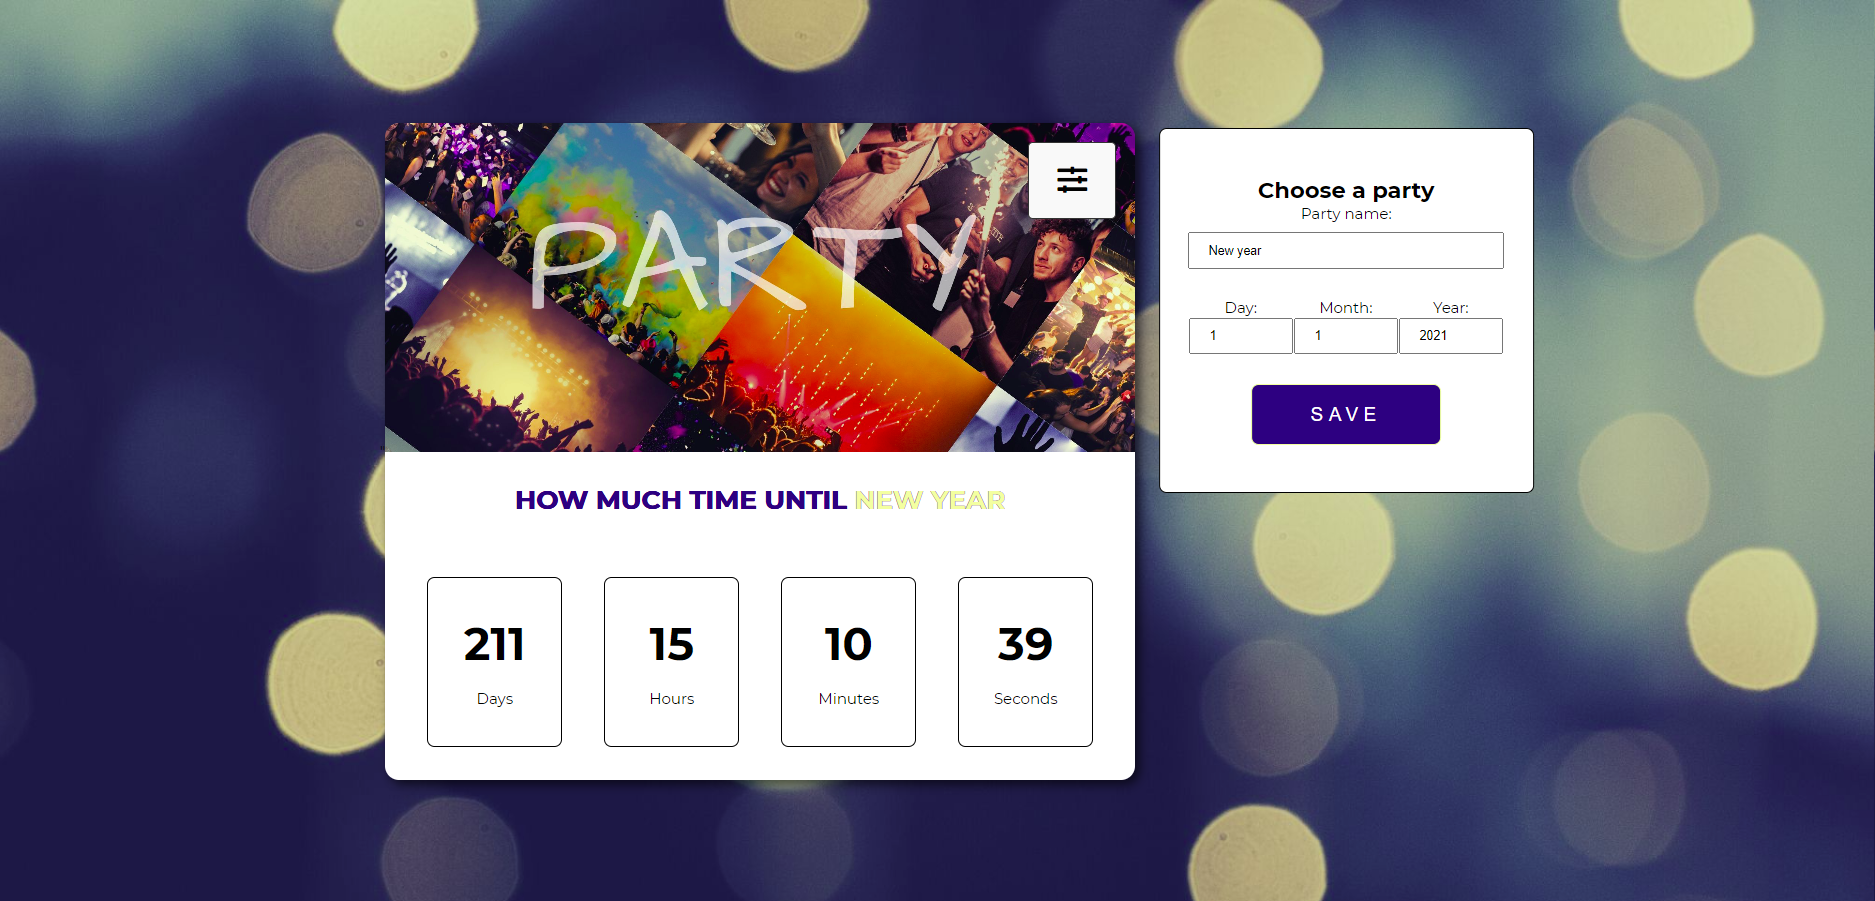 PARTY
HOW MUCH TIME UNTIL NEW YEAR
211
Days
15
Hours
10
Minutes
39
Seconds
Choose a party
Party name:
New year
Day:
Month:
Year:
1
1
2021
SAVE